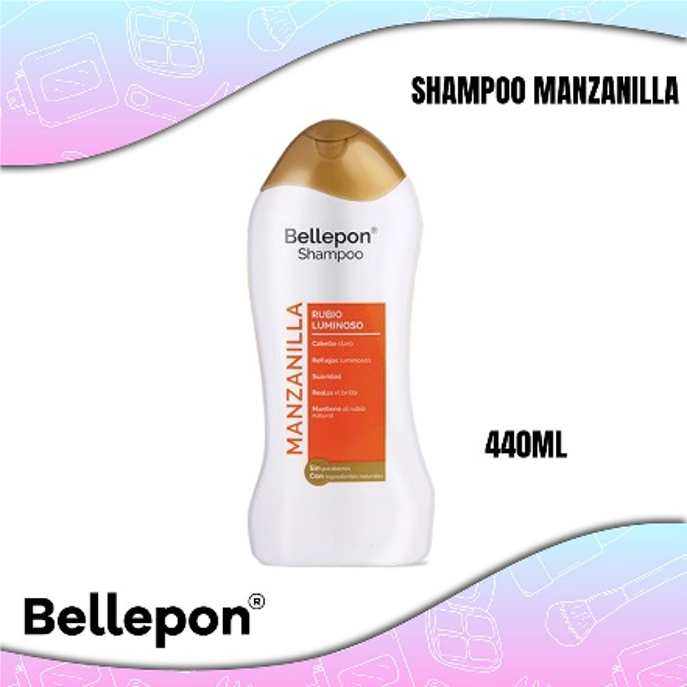 SHAMPOO MANZANILLA
Bellepon®
Shampoo
MANZANILLA
RUBIO
LUMINOSO
Cabello claro
Reflejos luminosos
Suavidad
Realza el brillo
Mantiene el rubio
natural
Sin parabenos
Con ingredientes naturales
440ML
Bellepon®